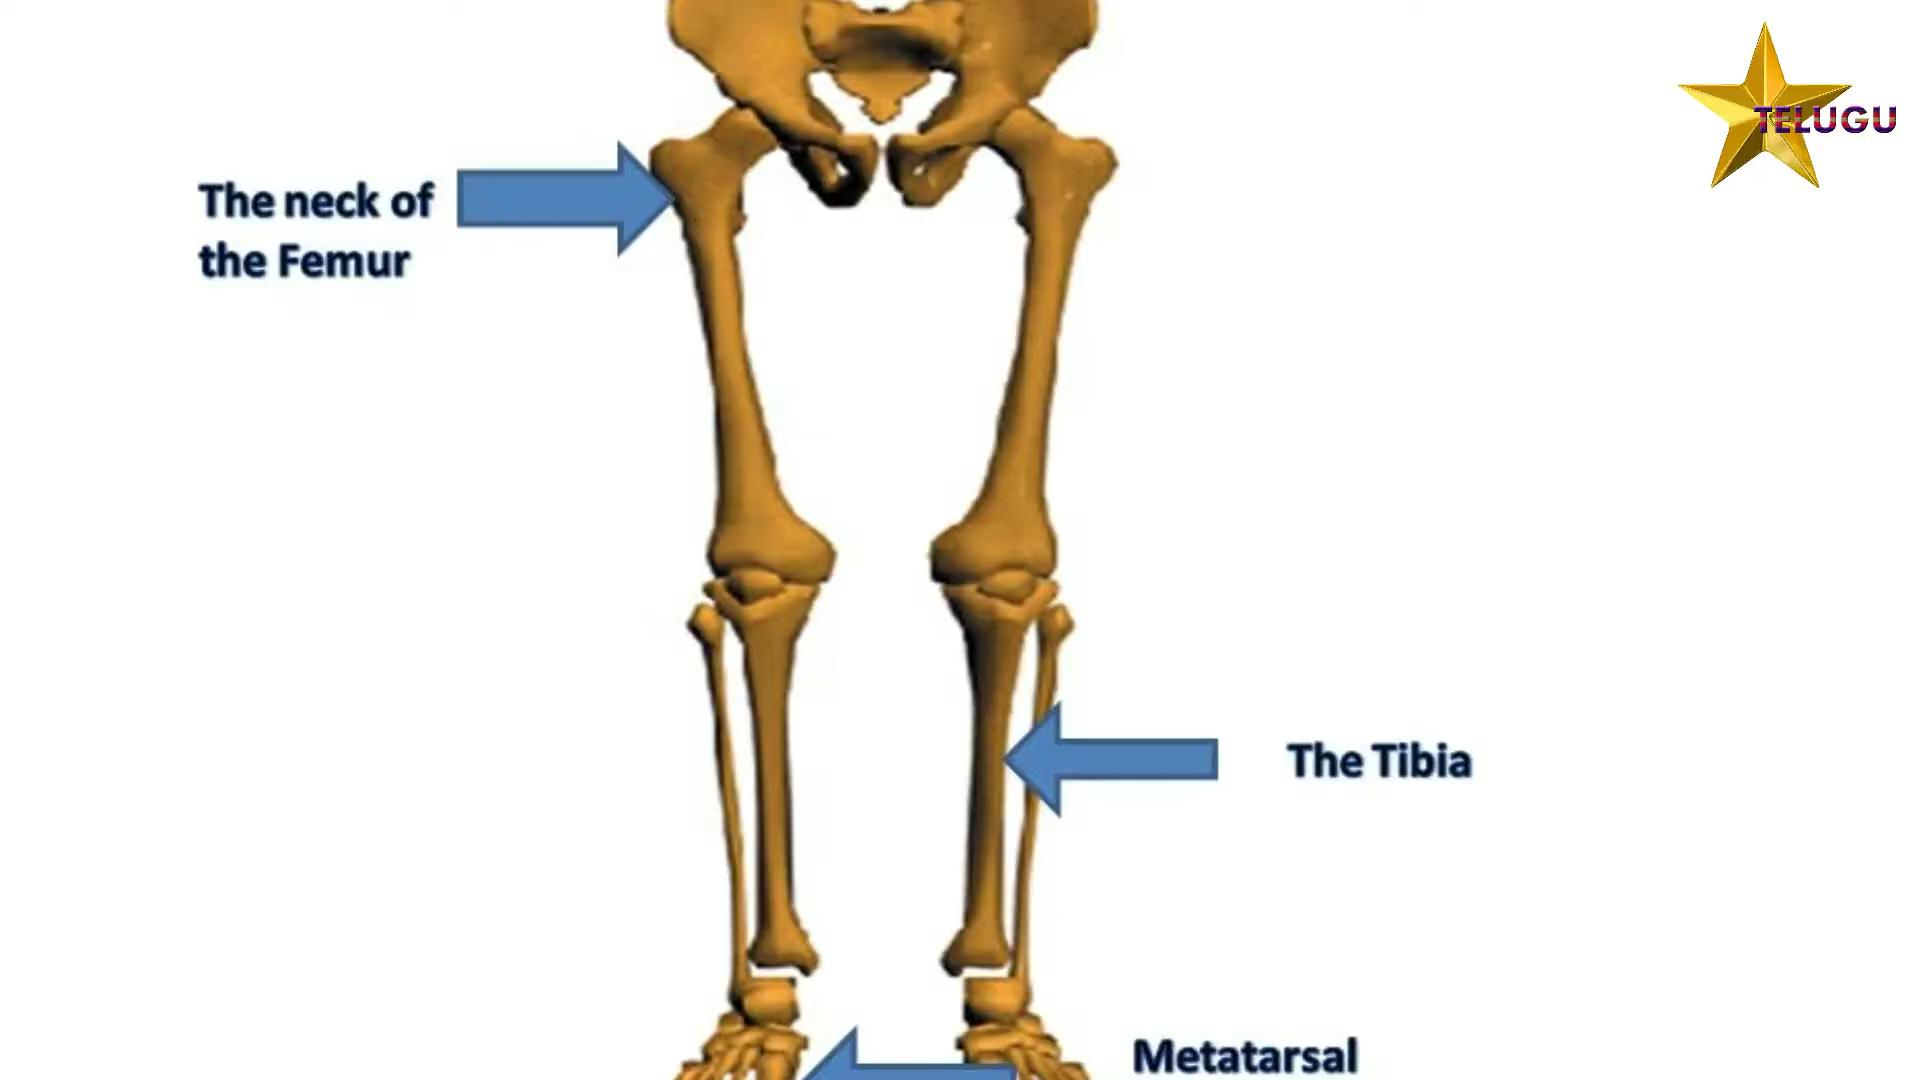 TELUGU
The neck of
the Femur
The Tibia
Metatarsal